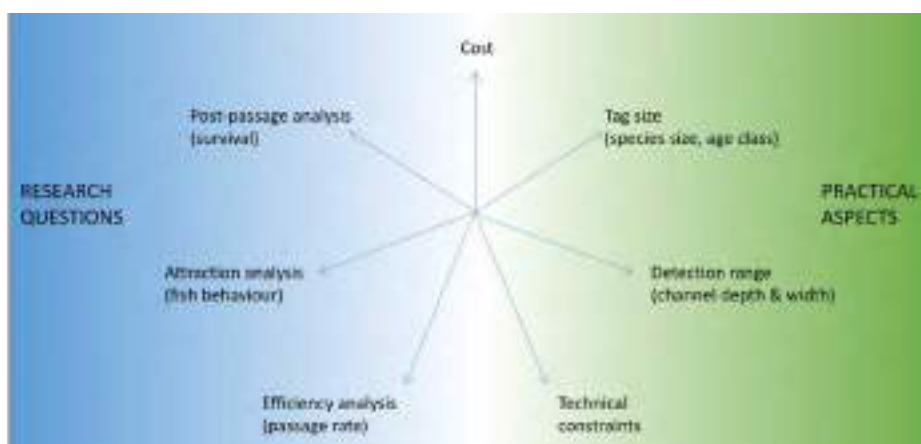 Cost
Post-passage analysis
(survival)
Tag size
(species size, age class)
RESEARCH
QUESTIONS
PRACTICAL
ASPECTS
Attraction analysis
(fish behaviour)
Detection range
(channel depth & width)
Efficiency analysis
(passage rate)
Technical
constraints